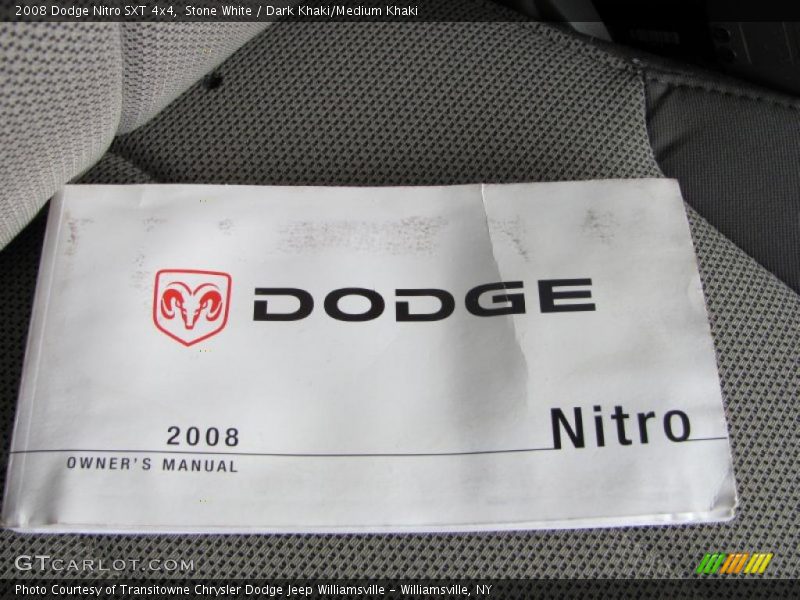 2008 Dodge Nitro SXT 4x4, Stone White / Dark Khaki/Medium Khaki
DODGE
2008
Nitro
OWNER'S MANUAL
GTCARLOT.COM
Photo Courtesy of Transitowne Chrysler Dodge Jeep Williamsville - Williamsville, NY